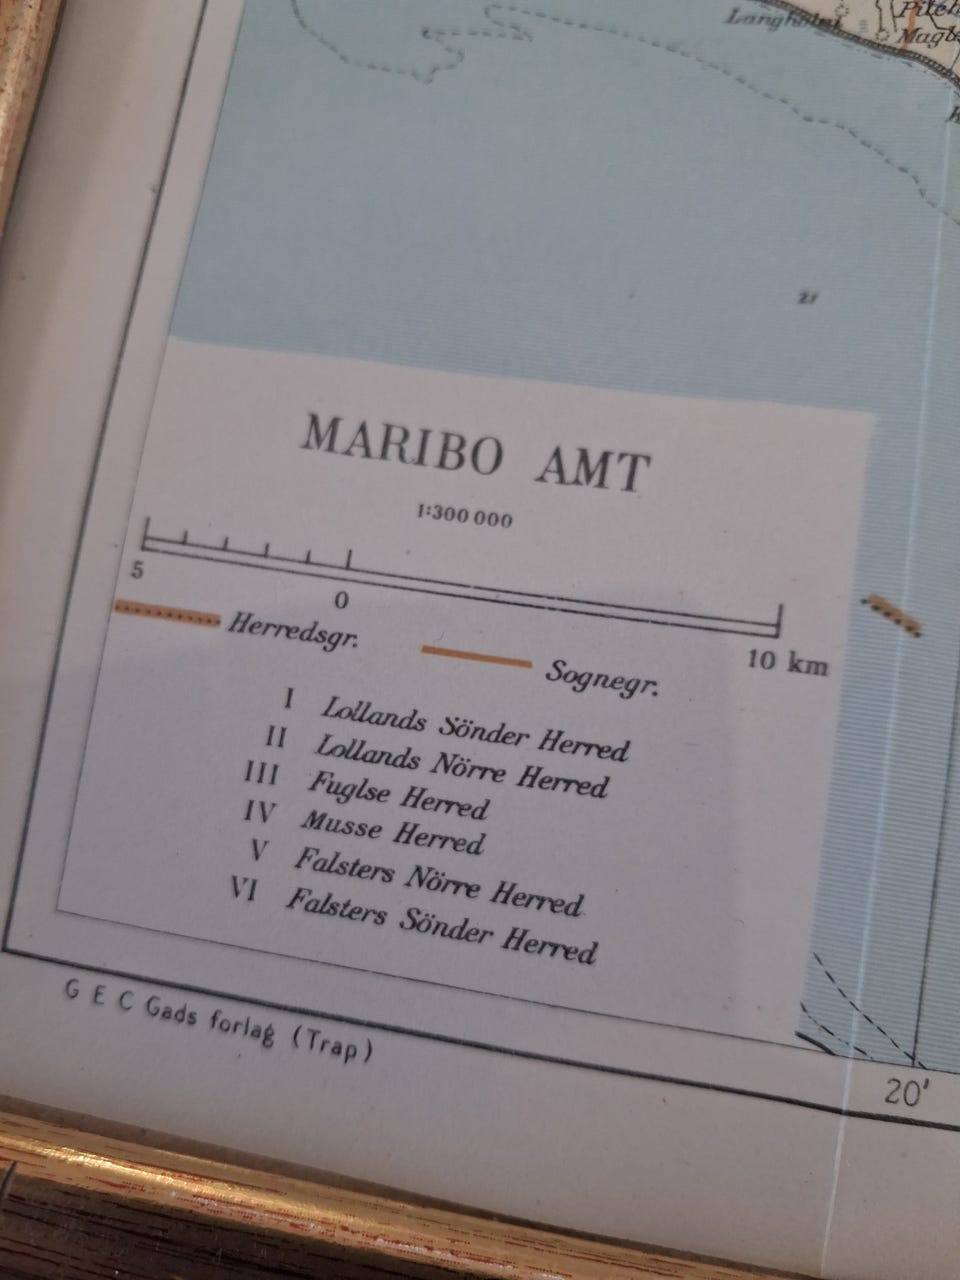 Langholm
MARIBO AMT
1:300 000
5 0 10 km
Herredsgr. Sognegr.
I Lollands Sönder Herred
II Lollands Nörre Herred
III Fuglse Herred
IV Musse Herred
V Falsters Nörre Herred
VI Falsters Sönder Herred
G E C Gads forlag (Trap)
20'